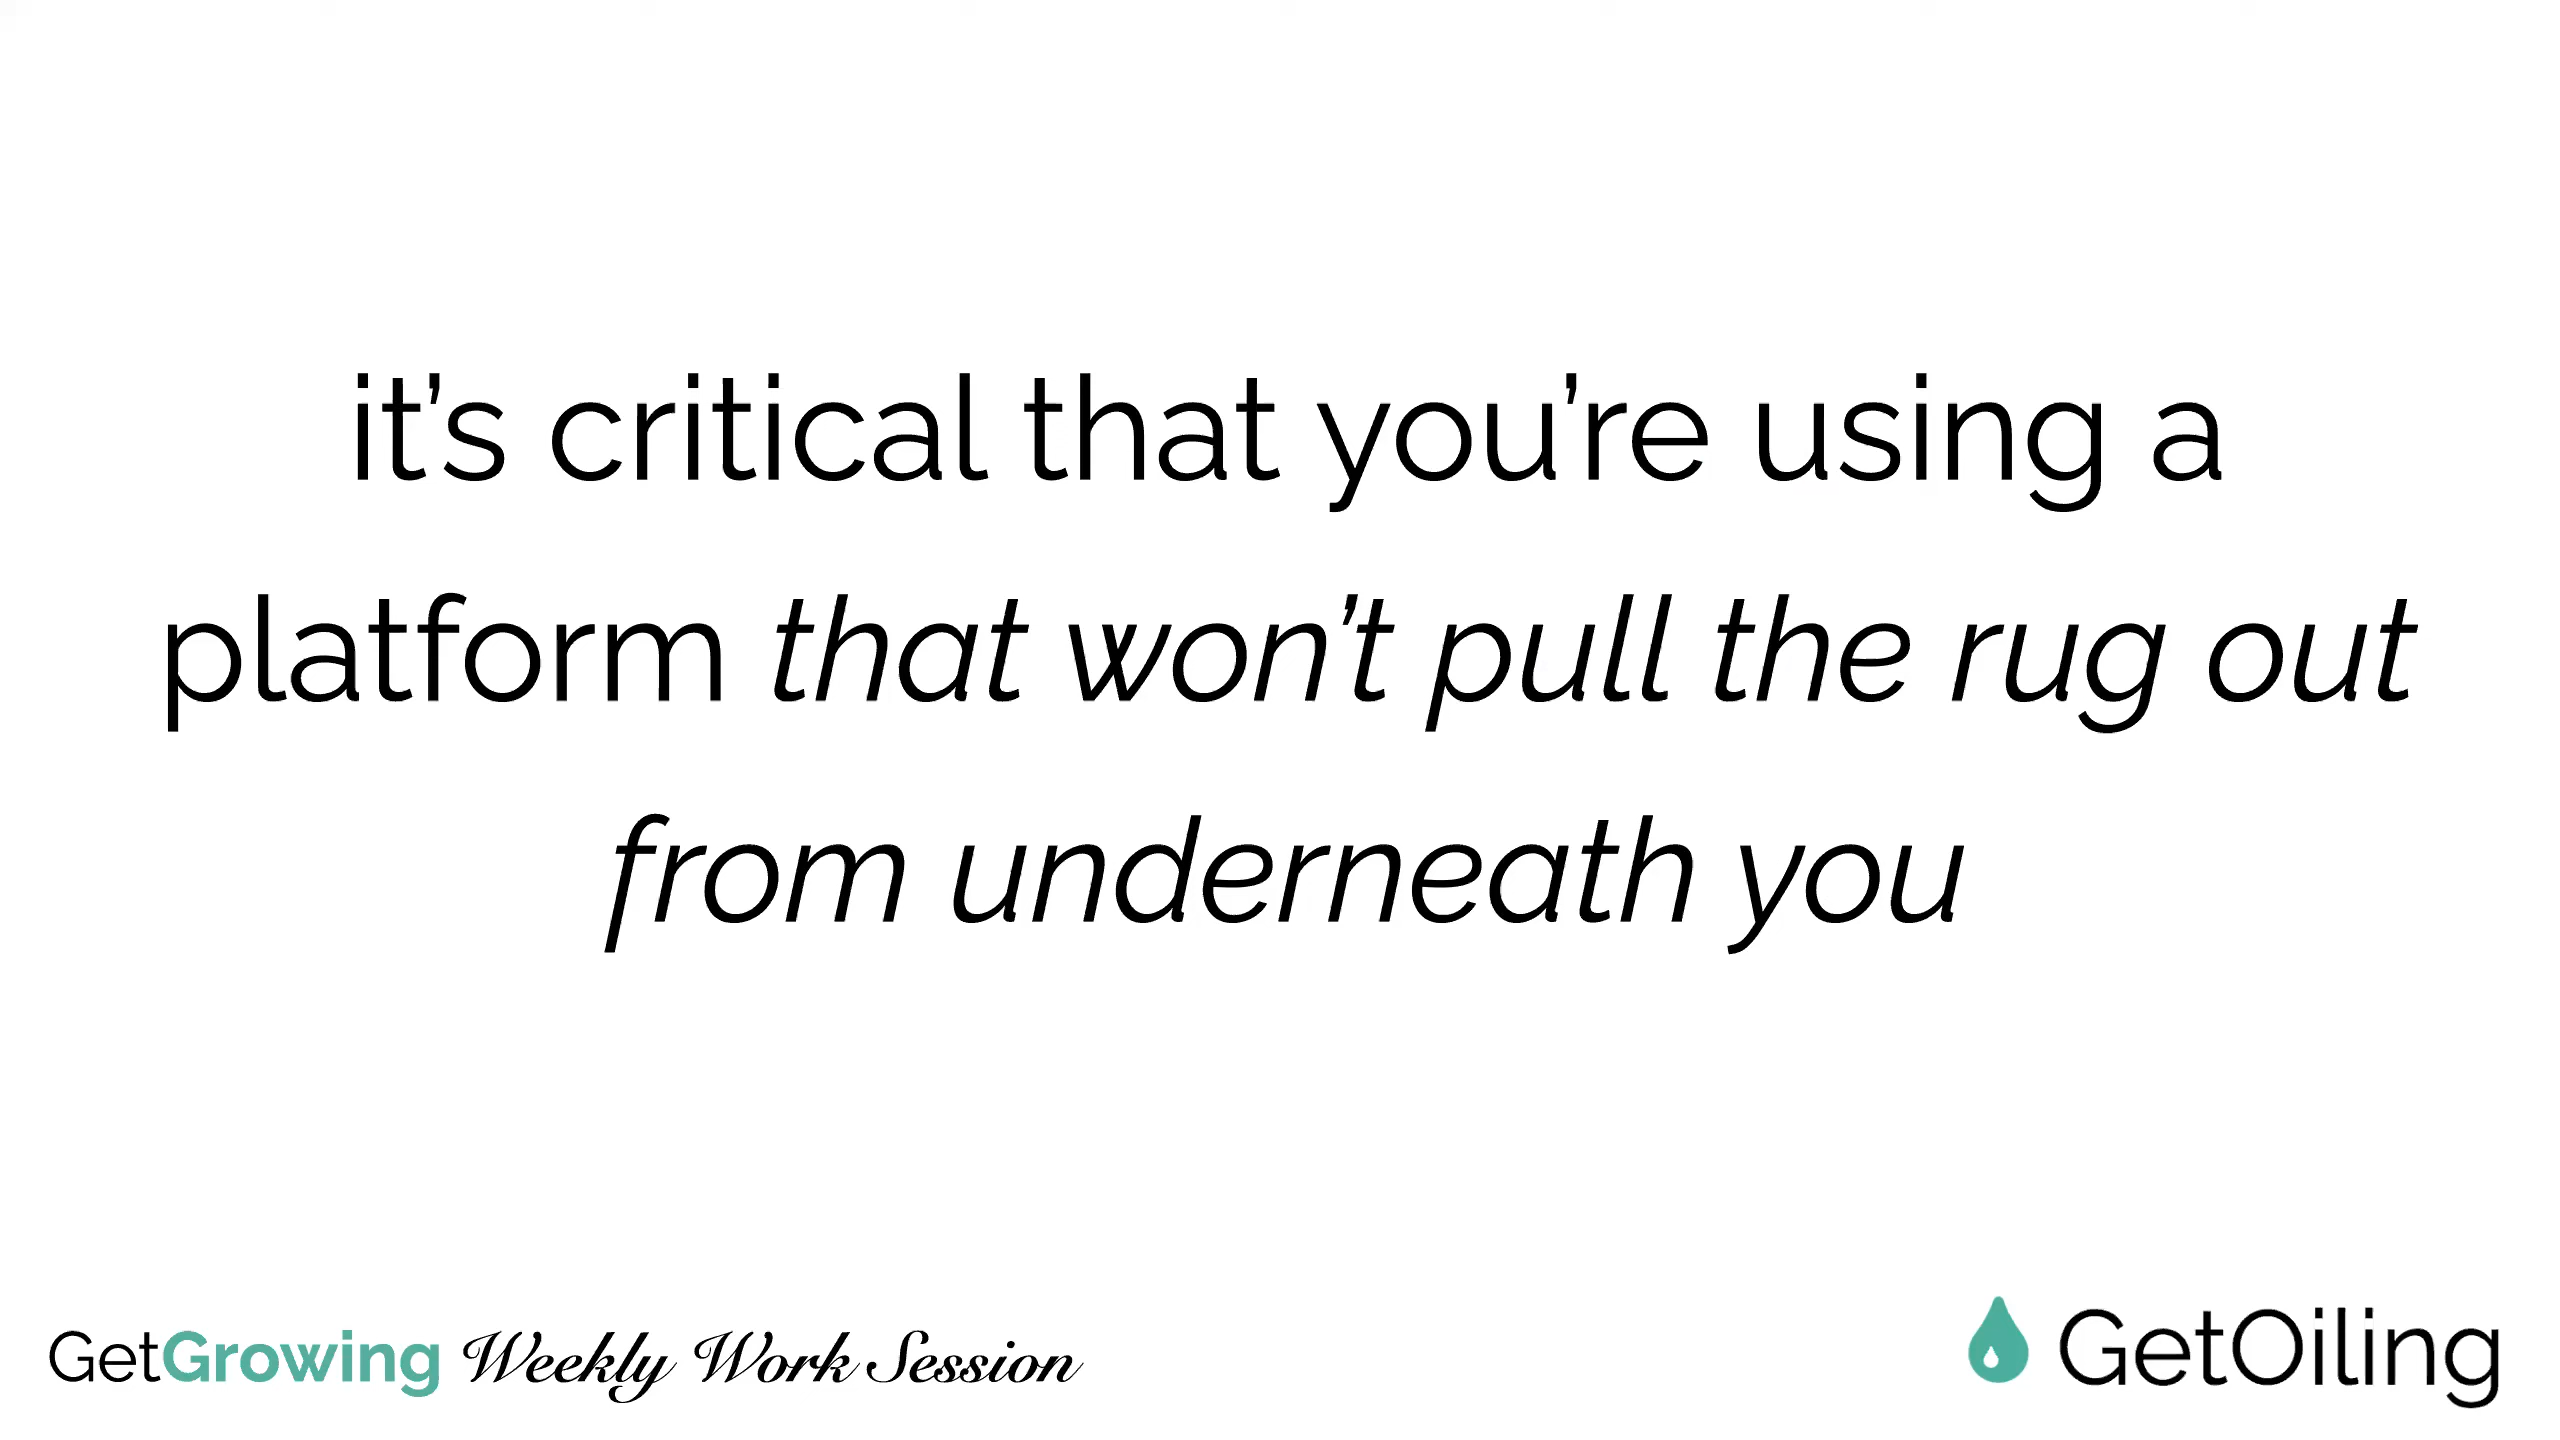 it’s critical that you’re using a
platform that won’t pull the rug out
from underneath you
GetGrowing Weekly Work Session
GetOiling